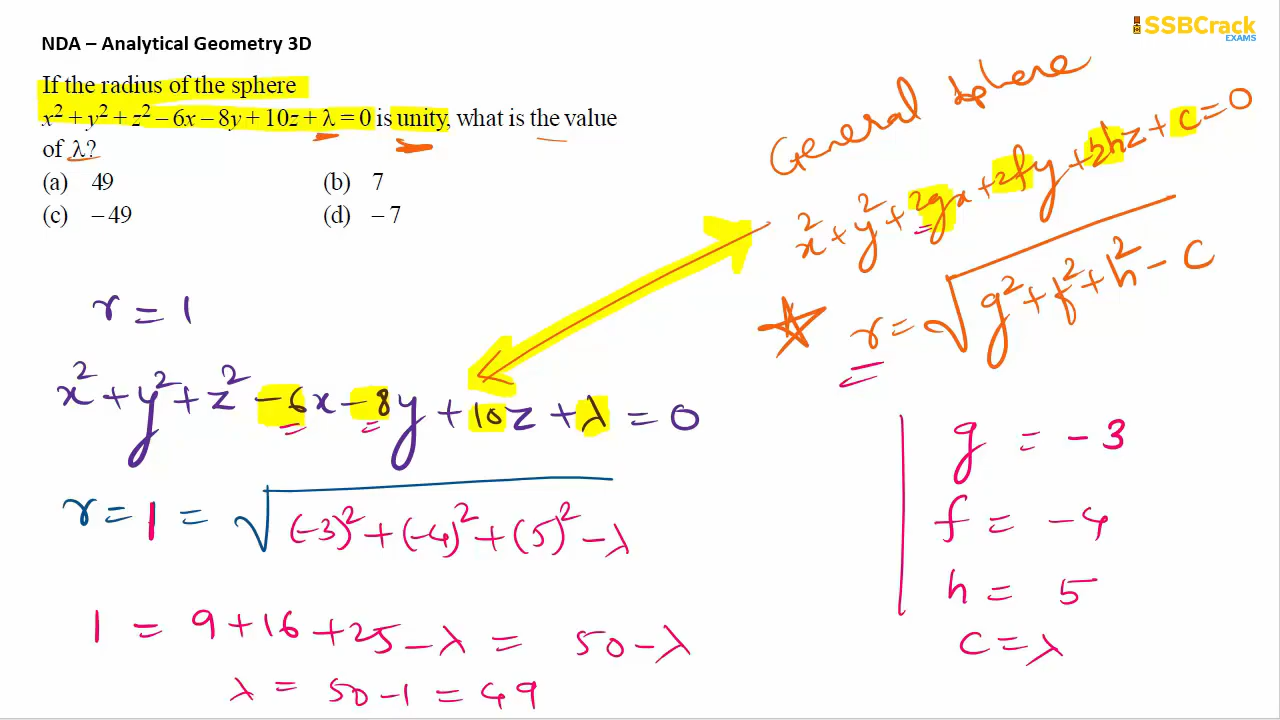 SSBCrack
EXAMS
NDA – Analytical Geometry 3D
If the radius of the sphere
x² + y² + z² – 6x – 8y + 10z + λ = 0 is unity, what is the value
of λ?
(a) 49 (b) 7
(c) – 49 (d) – 7
General sphere
x² + y² + 2gx + 2fy + 2hz + c = 0
r = √(g² + f² + h² – c)
r = 1
x² + y² + z² – 6x – 8y + 10z + λ = 0
r = 1 = √((-3)² + (-4)² + (5)² – λ)
1 = 9 + 16 + 25 – λ = 50 – λ
λ = 50 – 1 = 49
g = – 3
f = – 4
h = 5
c = λ